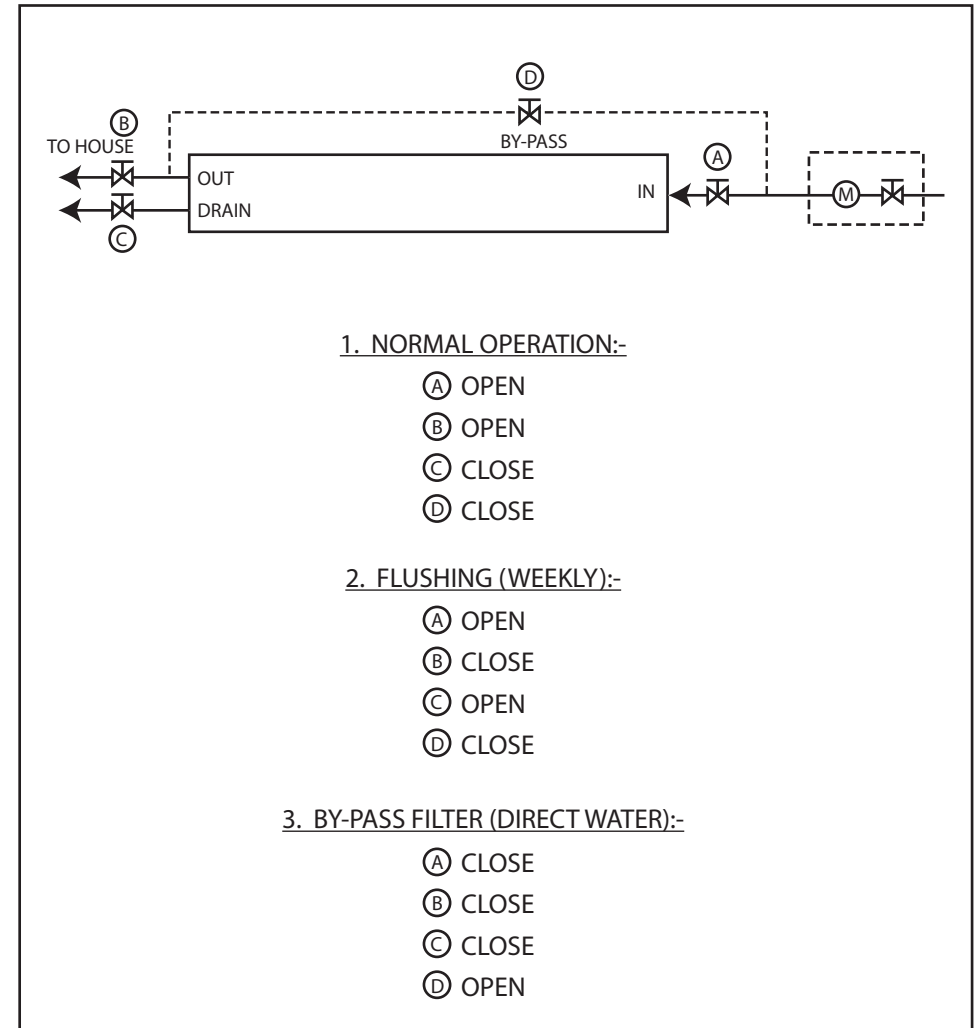 D
B
TO HOUSE
BY-PASS
A
OUT
IN
M
DRAIN
C
1. NORMAL OPERATION:-
A OPEN
B OPEN
C CLOSE
D CLOSE
2. FLUSHING (WEEKLY):-
A OPEN
B CLOSE
C OPEN
D CLOSE
3. BY-PASS FILTER (DIRECT WATER):-
A CLOSE
B CLOSE
C CLOSE
D OPEN